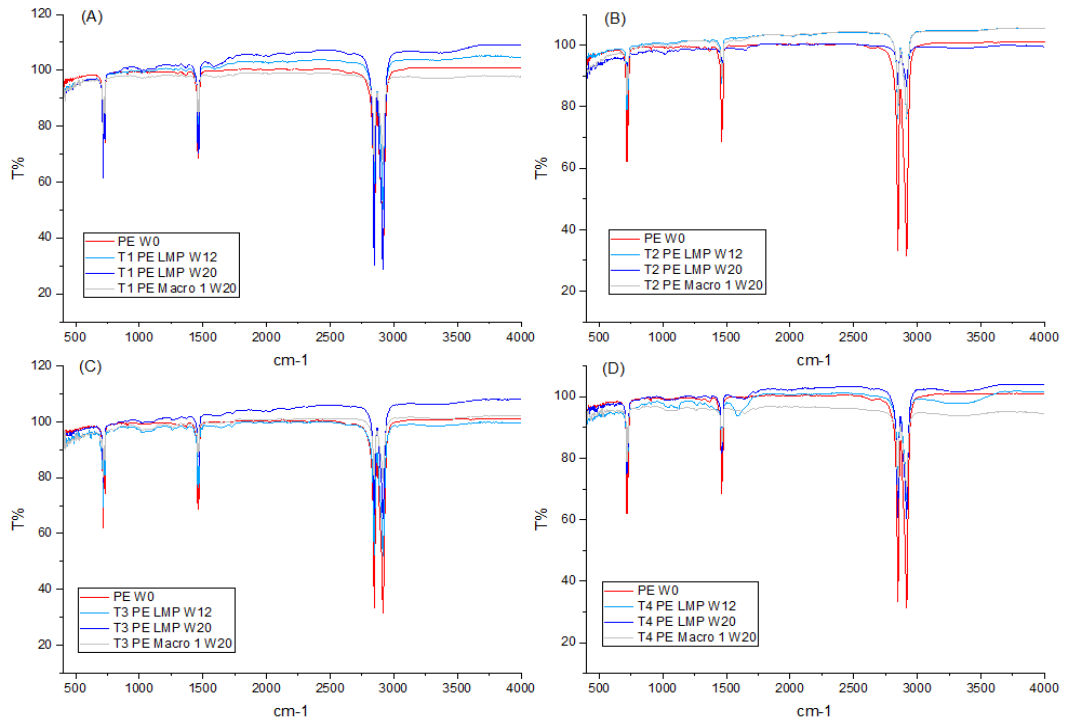 (A)
120
100
80
60
40
20
T%
PE W0
T1 PE LMP W12
T1 PE LMP W20
T1 PE Macro 1 W20
500 1000 1500 2000 2500 3000 3500 4000
cm-1
(B)
100
80
60
40
20
T%
PE W0
T2 PE LMP W12
T2 PE LMP W20
T2 PE Macro 1 W20
500 1000 1500 2000 2500 3000 3500 4000
cm-1
(C)
120
100
80
60
40
20
T%
PE W0
T3 PE LMP W12
T3 PE LMP W20
T3 PE Macro 1 W20
500 1000 1500 2000 2500 3000 3500 4000
cm-1
(D)
100
80
60
40
20
T%
PE W0
T4 PE LMP W12
T4 PE LMP W20
T4 PE Macro 1 W20
500 1000 1500 2000 2500 3000 3500 4000
cm-1